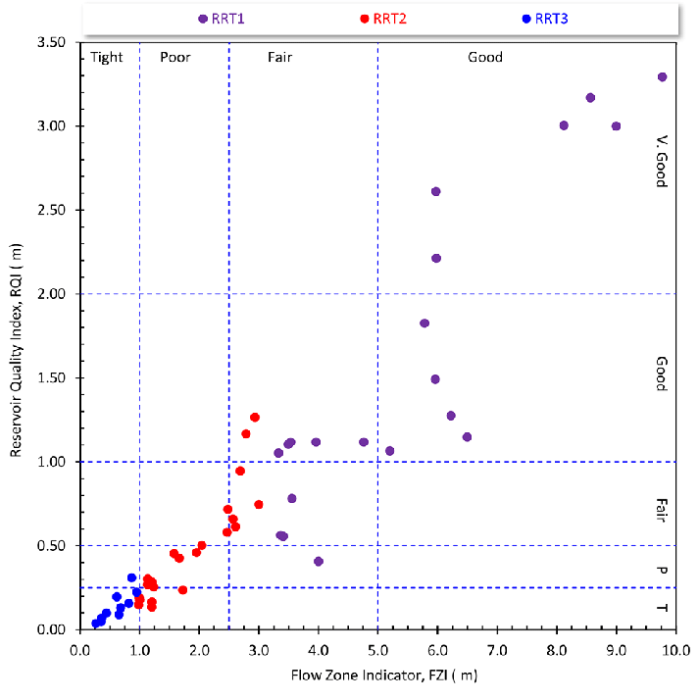 RRT1 RRT2 RRT3
Tight Poor Fair Good
3.50
3.00
2.50
2.00
1.50
1.00
0.50
0.00
V. Good
Good
Fair
P
T
Reservoir Quality Index, RQI ( m)
0.0 1.0 2.0 3.0 4.0 5.0 6.0 7.0 8.0 9.0 10.0
Flow Zone Indicator, FZI ( m)